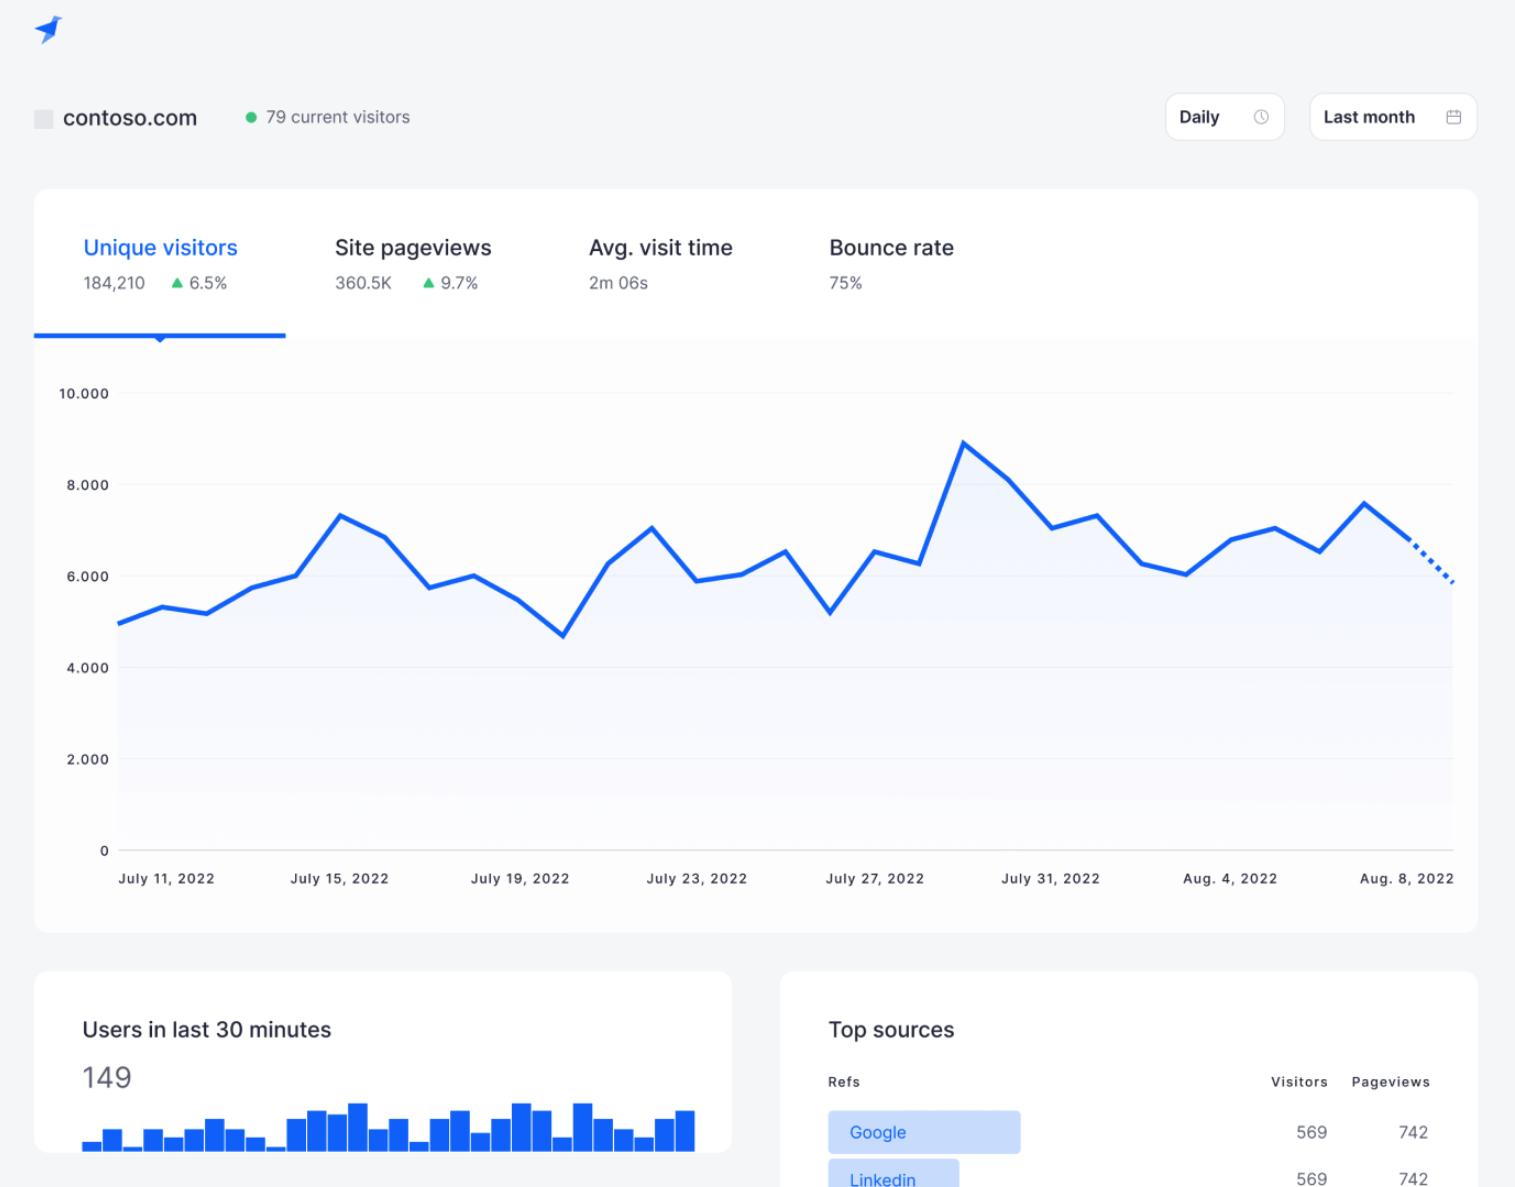 contoso.com
79 current visitors
Daily
Last month
Unique visitors
184,210 6.5%
Site pageviews
360.5K 9.7%
Avg. visit time
2m 06s
Bounce rate
75%
10.000
8.000
6.000
4.000
2.000
0
July 11, 2022 July 15, 2022 July 19, 2022 July 23, 2022 July 27, 2022 July 31, 2022 Aug. 4, 2022 Aug. 8, 2022
Users in last 30 minutes
149
Top sources
Refs Visitors Pageviews
Google 569 742
Linkedin 569 742